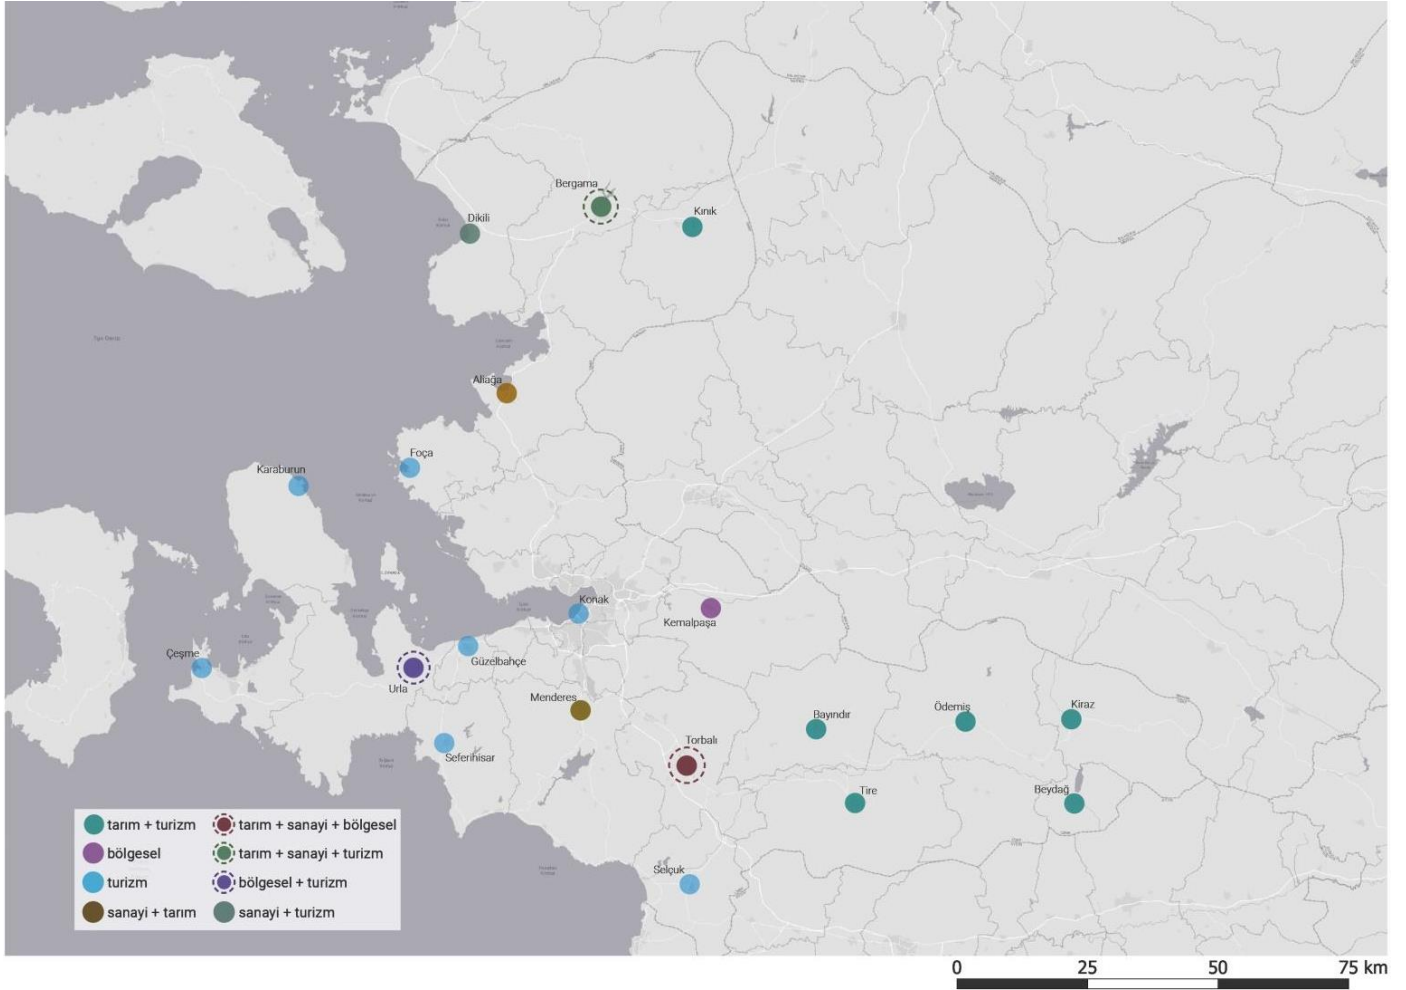 Bergama
Dikili
Kınık
Ege Denizi
Aliağa
Foça
Karaburun
Konak
Kemalpaşa
Çeşme
Güzelbahçe
Urla
Menderes
Bayındır
Ödemiş
Kiraz
Torbalı
Seferihisar
Tire
Beydağ
Selçuk
tarım + turizm
tarım + sanayi + bölgesel
bölgesel
tarım + sanayi + turizm
turizm
bölgesel + turizm
sanayi + tarım
sanayi + turizm
0 25 50 75 km